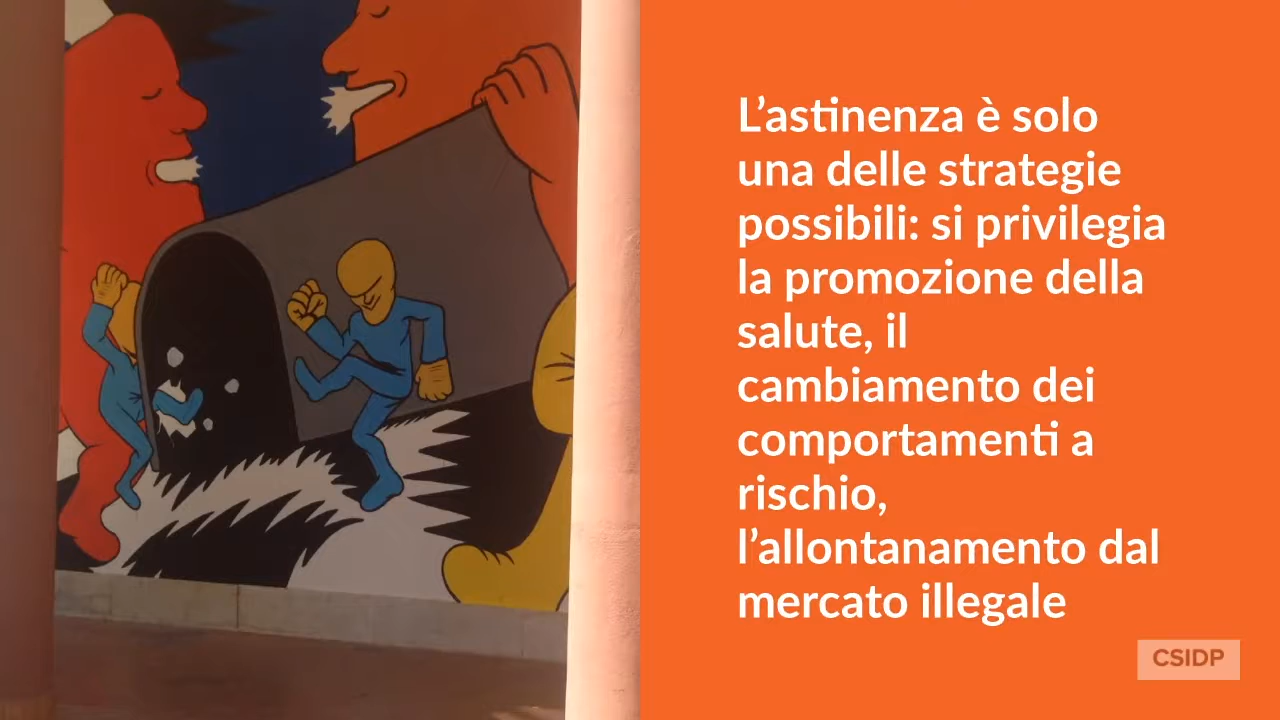 L’astinenza è solo
una delle strategie
possibili: si privilegia
la promozione della
salute, il
cambiamento dei
comportamenti a
rischio,
l’allontanamento dal
mercato illegale
CSIDP